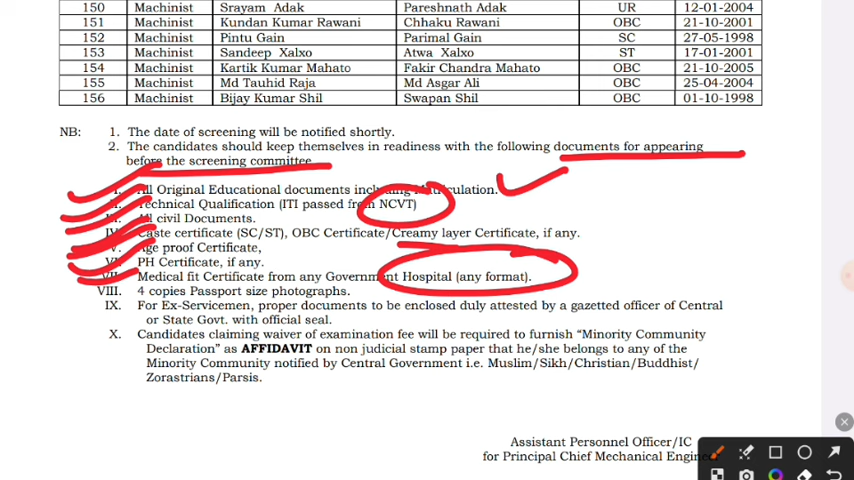 150 Machinist Srayam Adak Pareshnath Adak UR 12-01-2004
151 Machinist Kundan Kumar Rawani Chhaku Rawani OBC 21-10-2001
152 Machinist Pintu Gain Parimal Gain SC 27-05-1998
153 Machinist Sandeep Xalxo Atwa Xalxo ST 17-01-2001
154 Machinist Kartik Kumar Mahato Fakir Chandra Mahato OBC 21-10-2005
155 Machinist Md Tauhid Raja Md Asgar Ali OBC 25-04-2004
156 Machinist Bijay Kumar Shil Swapan Shil OBC 01-10-1998
NB: 1. The date of screening will be notified shortly.
2. The candidates should keep themselves in readiness with the following documents for appearing
before the screening committee
I. All Original Educational documents including Matriculation.
II. Technical Qualification (ITI passed from NCVT)
III. All civil Documents.
IV. Caste certificate (SC/ST), OBC Certificate/Creamy layer Certificate, if any.
V. Age proof Certificate,
VI. PH Certificate, if any.
VII. Medical fit Certificate from any Government Hospital (any format).
VIII. 4 copies Passport size photographs.
IX. For Ex-Servicemen, proper documents to be enclosed duly attested by a gazetted officer of Central
or State Govt. with official seal.
X. Candidates claiming waiver of examination fee will be required to furnish “Minority Community
Declaration” as AFFIDAVIT on non judicial stamp paper that he/she belongs to any of the
Minority Community notified by Central Government i.e. Muslim/Sikh/Christian/Buddhist/
Zorastrians/Parsis.
Assistant Personnel Officer/IC
for Principal Chief Mechanical Engineer